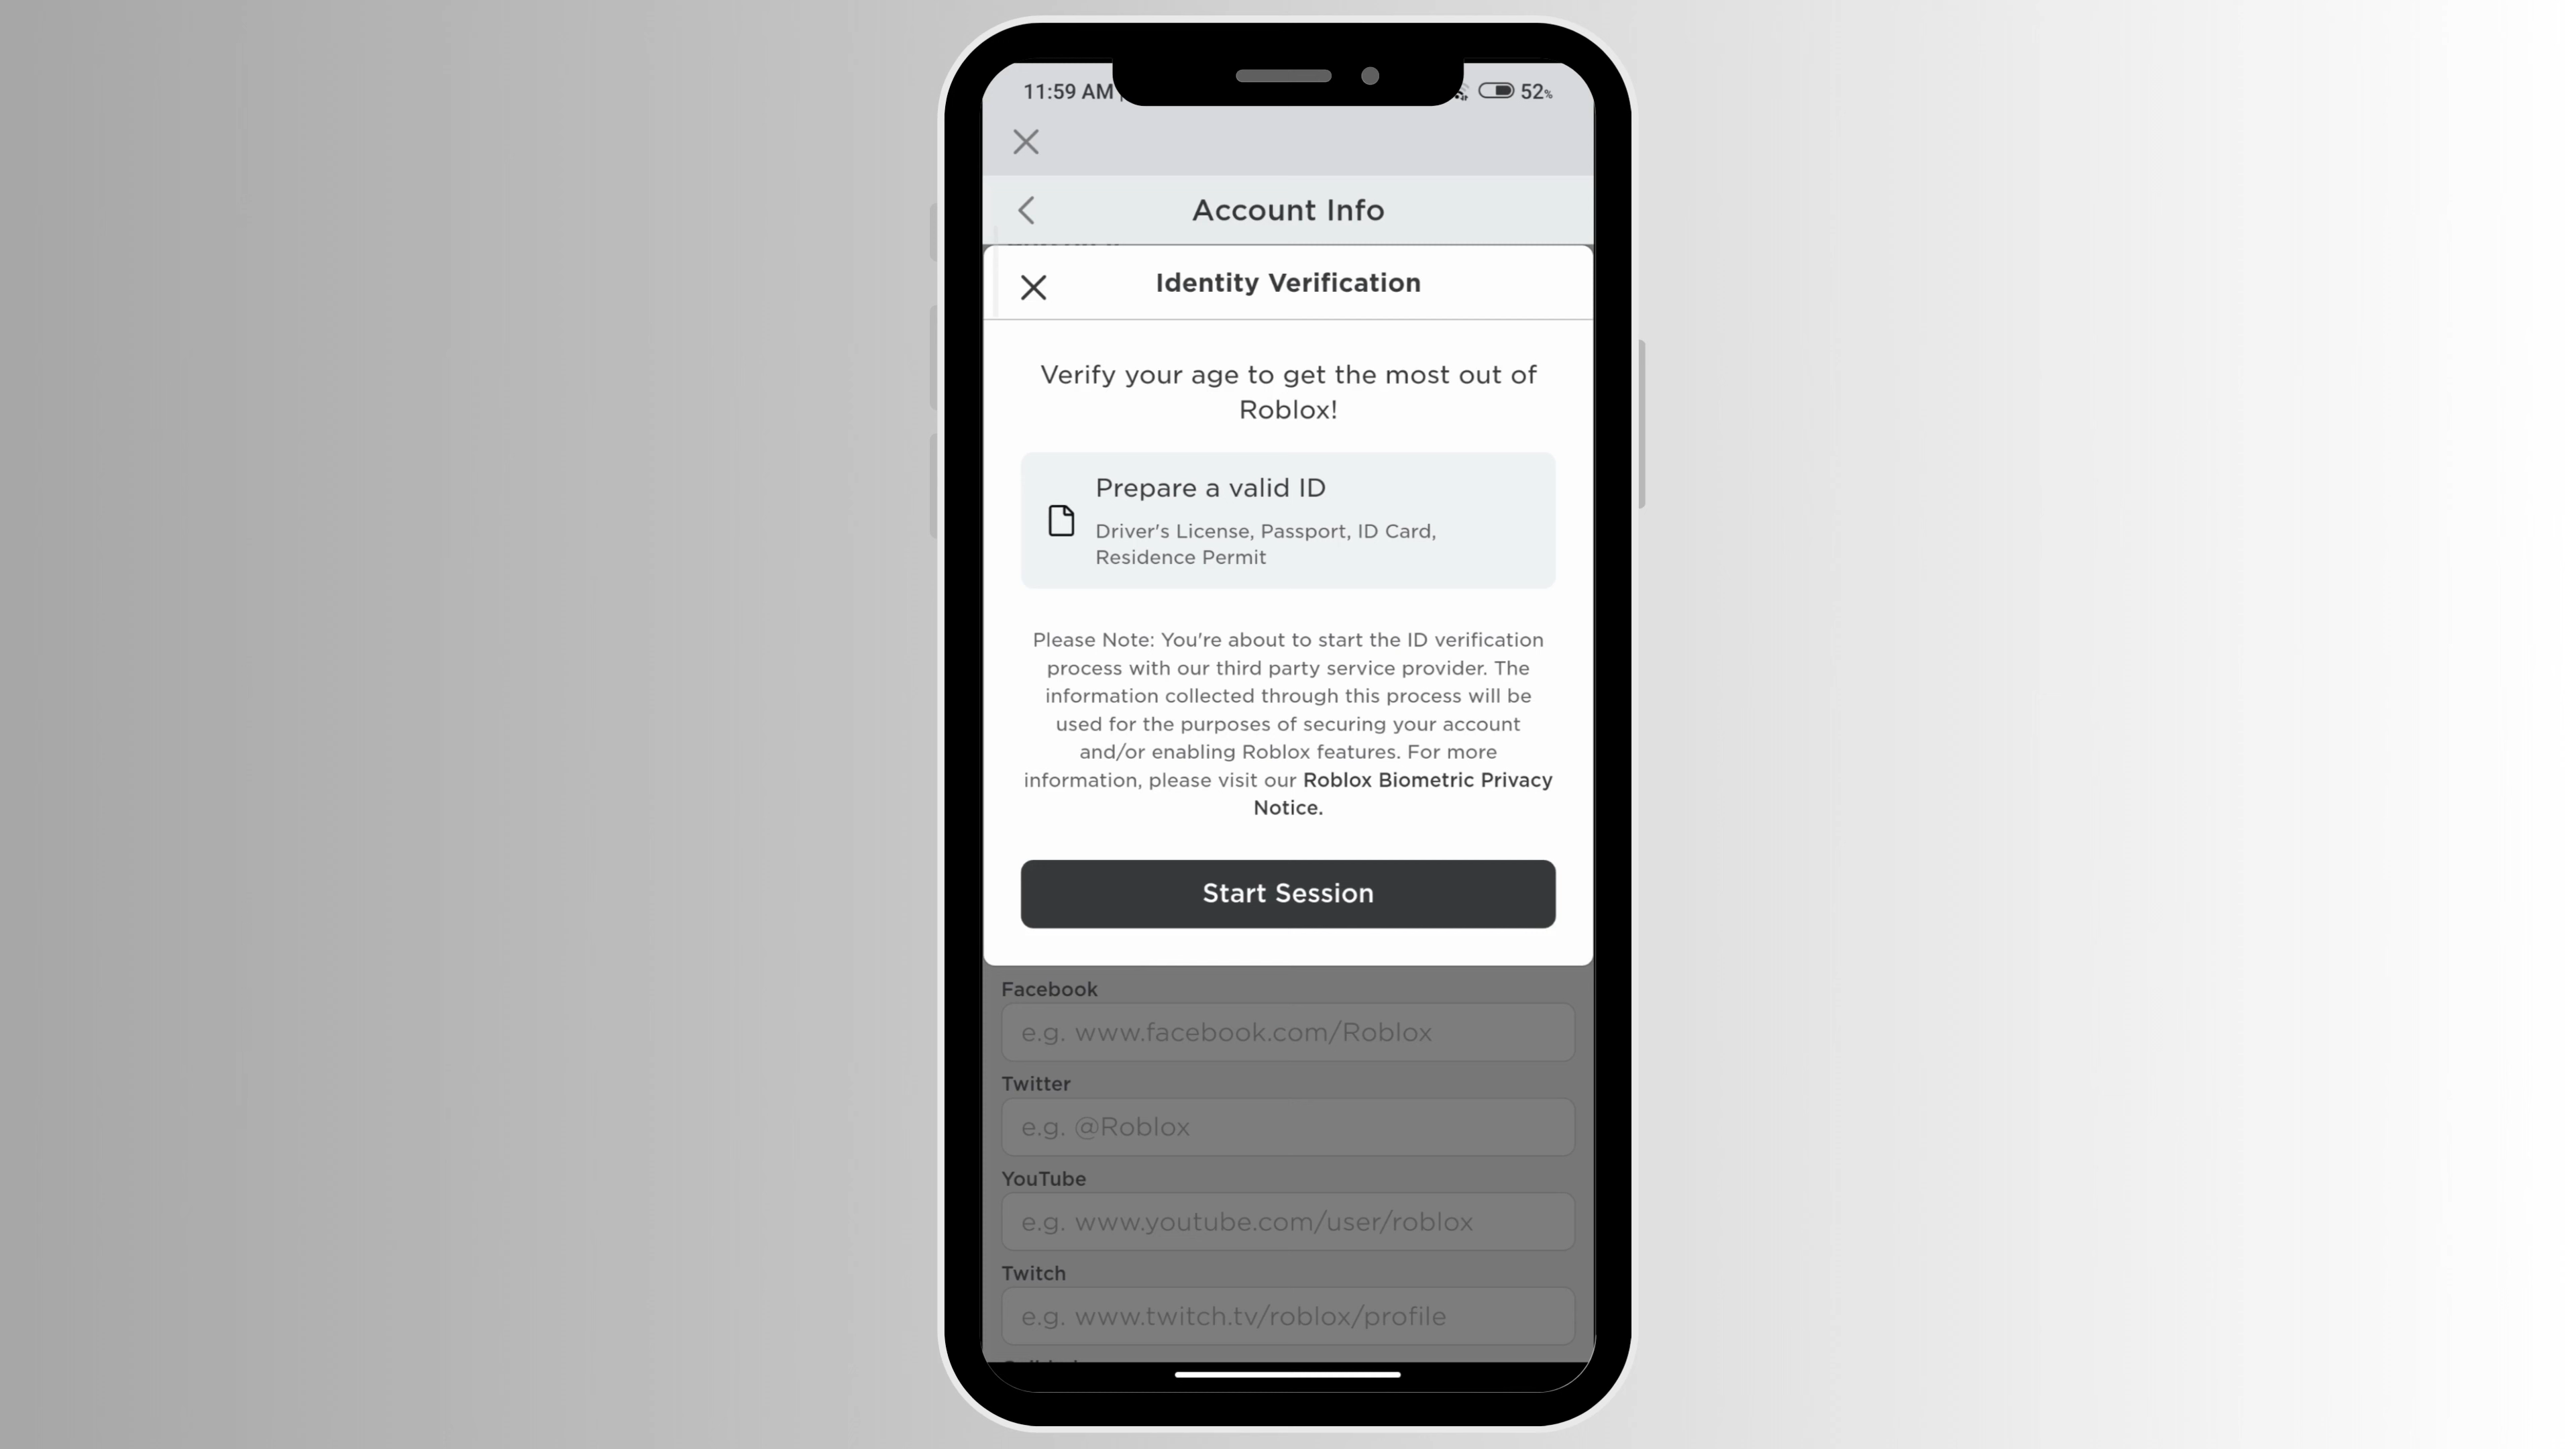 11:59 AM
52%
Account Info
Identity Verification
Verify your age to get the most out of
Roblox!
Prepare a valid ID
Driver's License, Passport, ID Card,
Residence Permit
Please Note: You're about to start the ID verification
process with our third party service provider. The
information collected through this process will be
used for the purposes of securing your account
and/or enabling Roblox features. For more
information, please visit our Roblox Biometric Privacy
Notice.
Start Session
Facebook
e.g. www.facebook.com/Roblox
Twitter
e.g. @Roblox
YouTube
e.g. www.youtube.com/user/roblox
Twitch
e.g. www.twitch.tv/roblox/profile